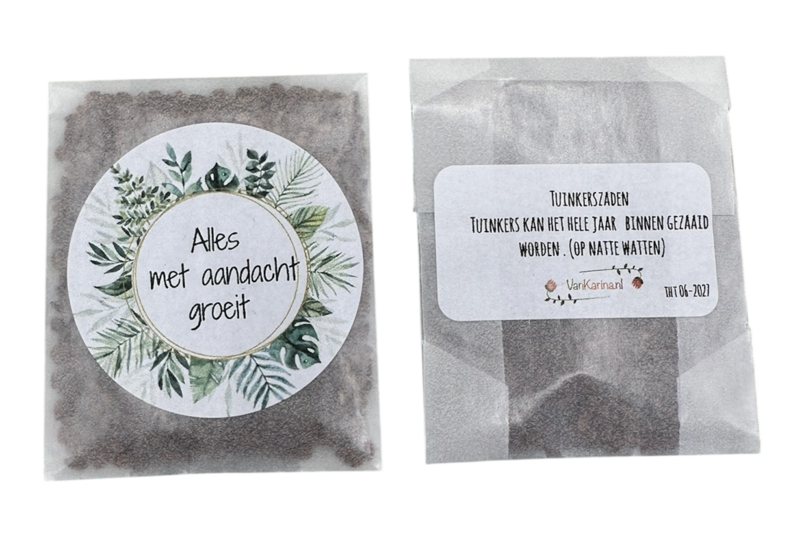 Alles
met aandacht
groeit
Tuinkerszaden
Tuinkers kan het hele jaar binnen gezaaid
worden . (op natte watten)
VanKarina.nl
THT 06-2027